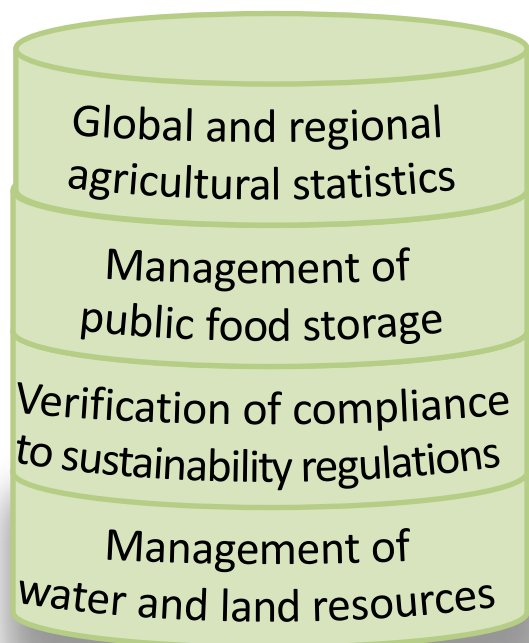 Global and regional
agricultural statistics
Management of
public food storage
Verification of compliance
to sustainability regulations
Management of
water and land resources